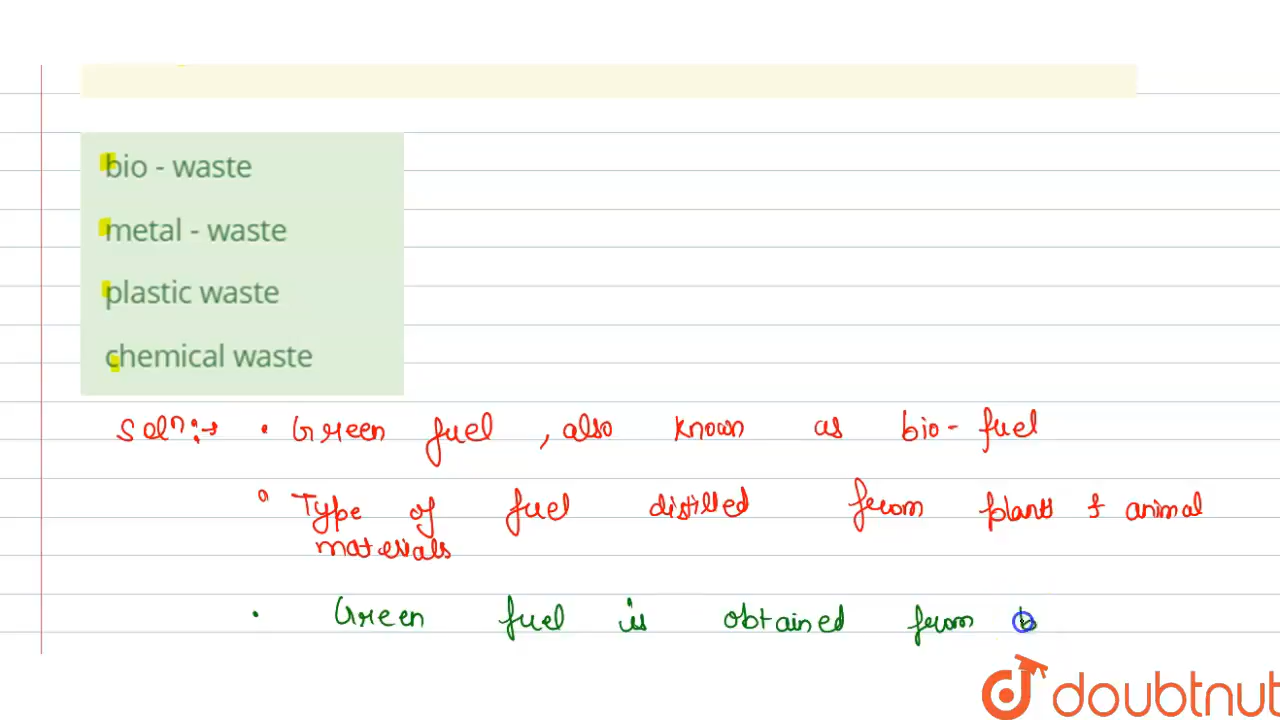 bio - waste
metal - waste
plastic waste
chemical waste
Soln: → • Green fuel, also known as bio-fuel
• Type of fuel distilled from plants & animal
materials
• Green fuel is obtained from b
doubtnut